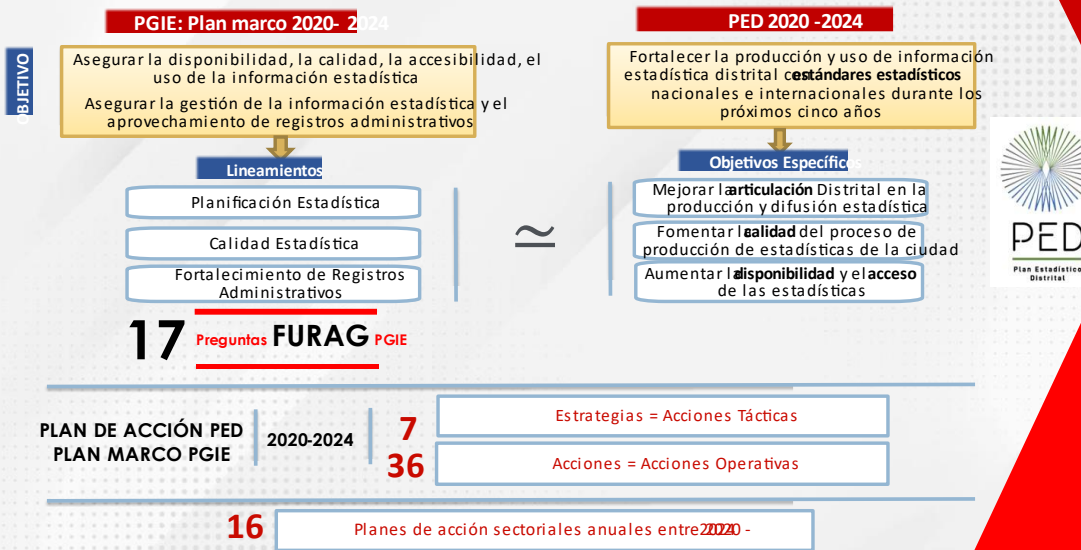 PGIE: Plan marco 2020- 2024
PED 2020 -2024
OBJETIVO
Asegurar la disponibilidad, la calidad, la accesibilidad, el
uso de la información estadística
Asegurar la gestión de la información estadística y el
aprovechamiento de registros administrativos
Fortalecer la producción y uso de información
estadística distrital con estándares estadísticos
nacionales e internacionales durante los
próximos cinco años
Lineamientos
Objetivos Específicos
Planificación Estadística
Calidad Estadística
Fortalecimiento de Registros
Administrativos
≃
Mejorar la articulación Distrital en la
producción y difusión estadística
Fomentar la calidad del proceso de
producción de estadísticas de la ciudad
Aumentar la disponibilidad y el acceso
de las estadísticas
PED
Plan Estadístico
Distrital
17 Preguntas FURAG PGIE
PLAN DE ACCIÓN PED
PLAN MARCO PGIE
2020-2024
7
Estrategias = Acciones Tácticas
36
Acciones = Acciones Operativas
16
Planes de acción sectoriales anuales entre 2020 - 2024